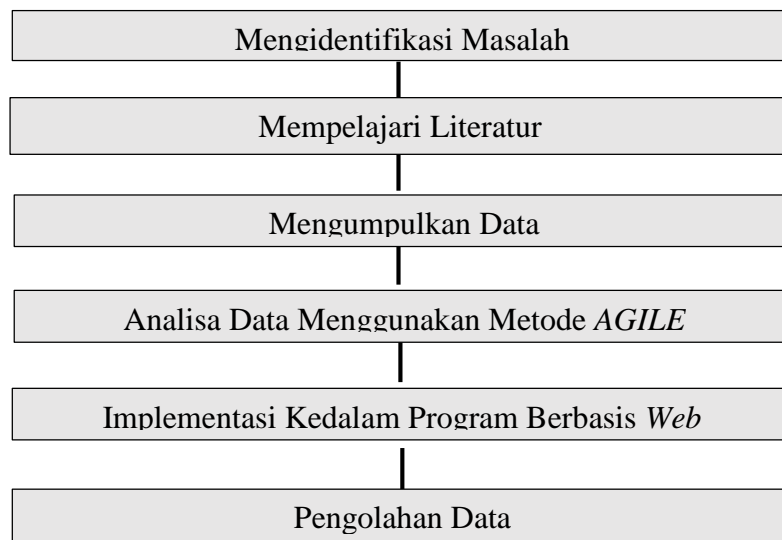 Mengidentifikasi Masalah
Mempelajari Literatur
Mengumpulkan Data
Analisa Data Menggunakan Metode AGILE
Implementasi Kedalam Program Berbasis Web
Pengolahan Data